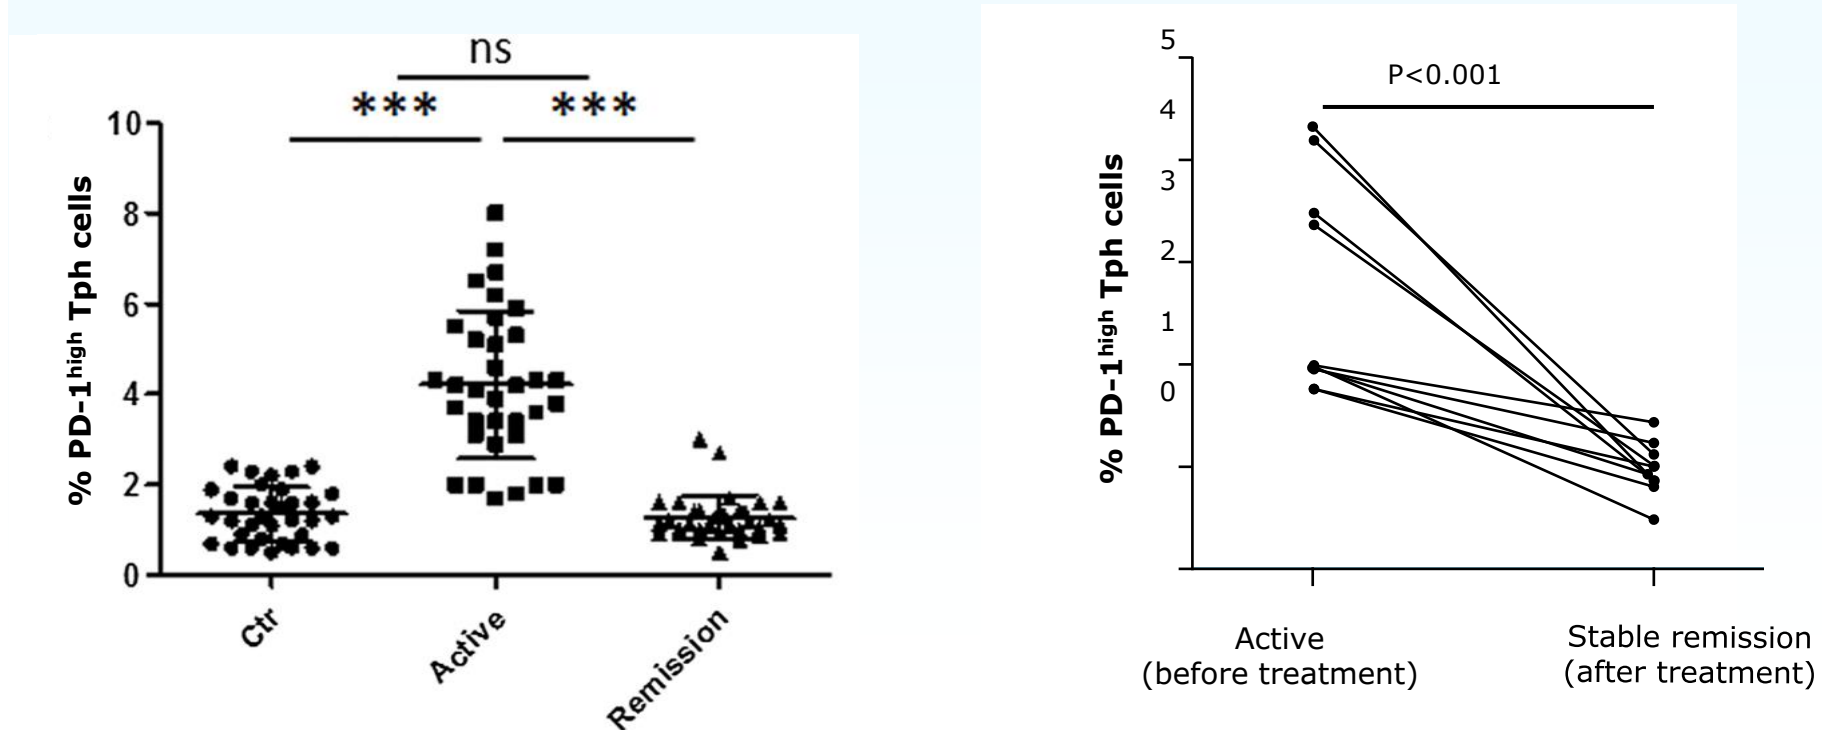 ns
***
***
10
8
6
4
2
0
% PD-1high Tph cells
Ctr
Active
Remission
5
4
3
2
1
0
P<0.001
% PD-1high Tph cells
Active
(before treatment)
Stable remission
(after treatment)